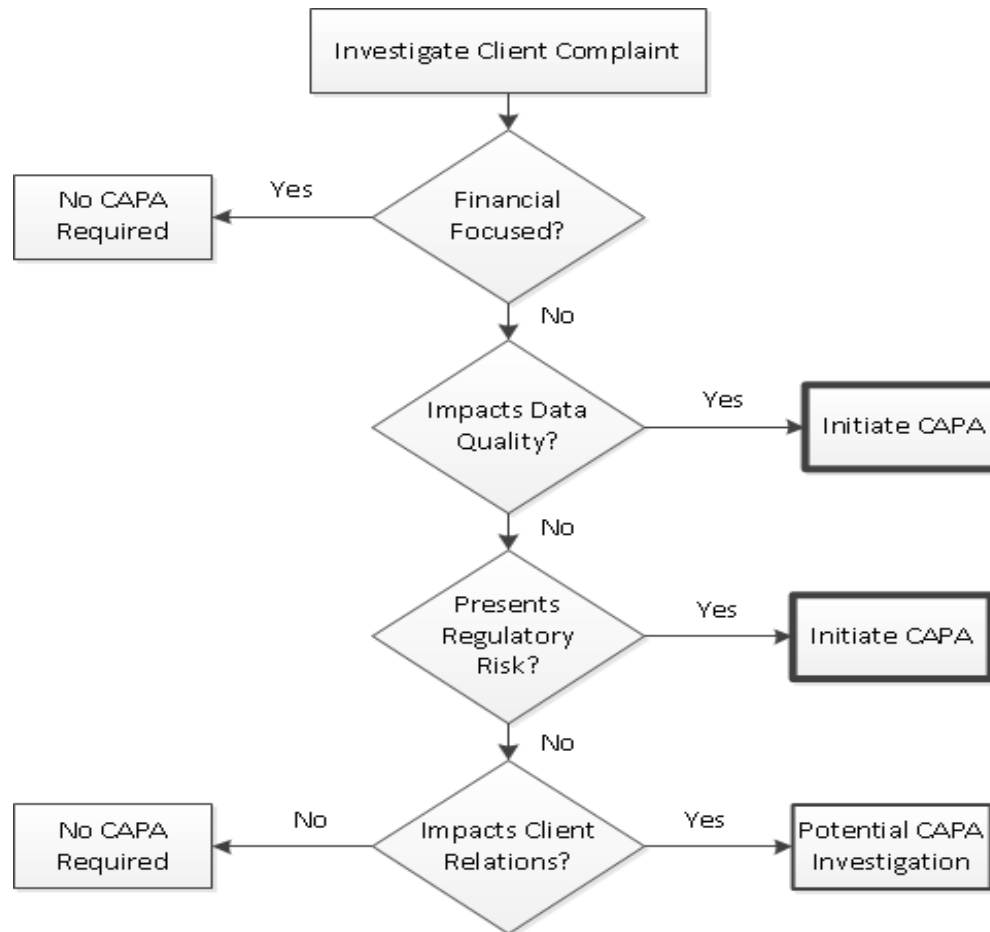 Investigate Client Complaint
Yes
No CAPA
Required
Financial
Focused?
No
Impacts Data
Quality?
Yes
Initiate CAPA
No
Presents
Regulatory
Risk?
Yes
Initiate CAPA
No
No CAPA
Required
No
Impacts Client
Relations?
Yes
Potential CAPA
Investigation